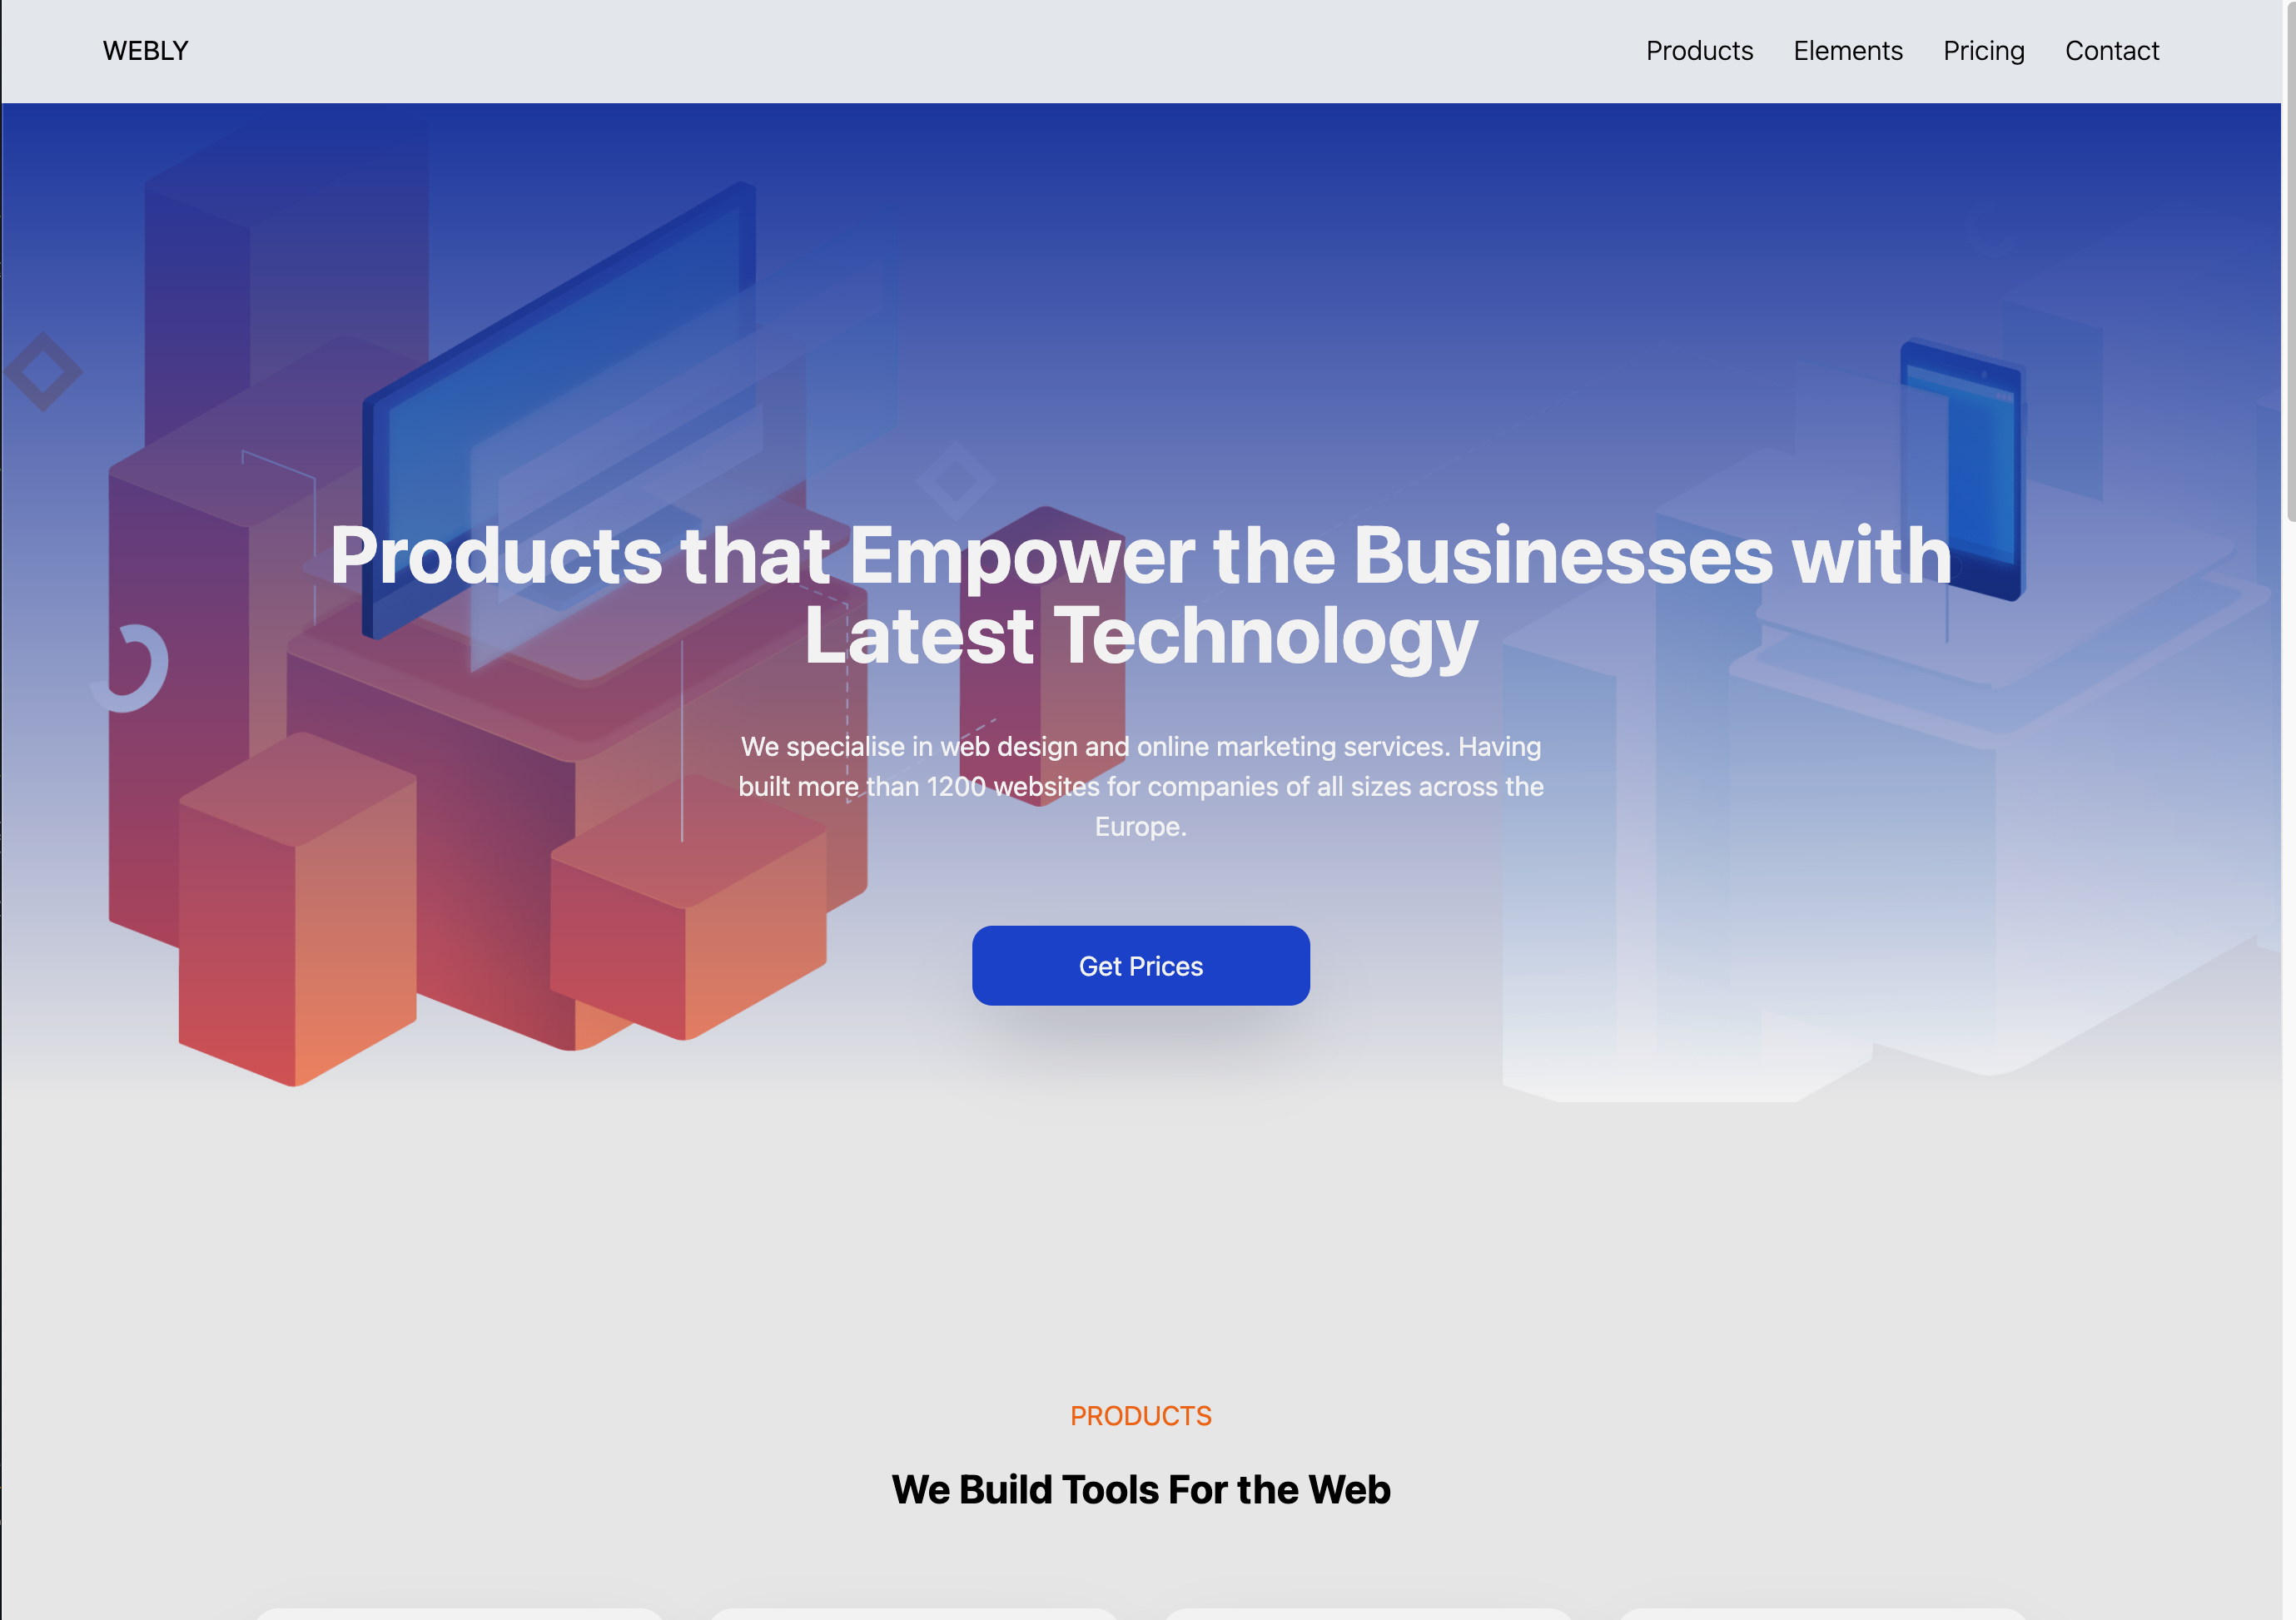 WEBLY
Products Elements Pricing Contact
Products that Empower the Businesses with
Latest Technology
We specialise in web design and online marketing services. Having
built more than 1200 websites for companies of all sizes across the
Europe.
Get Prices
PRODUCTS
We Build Tools For the Web